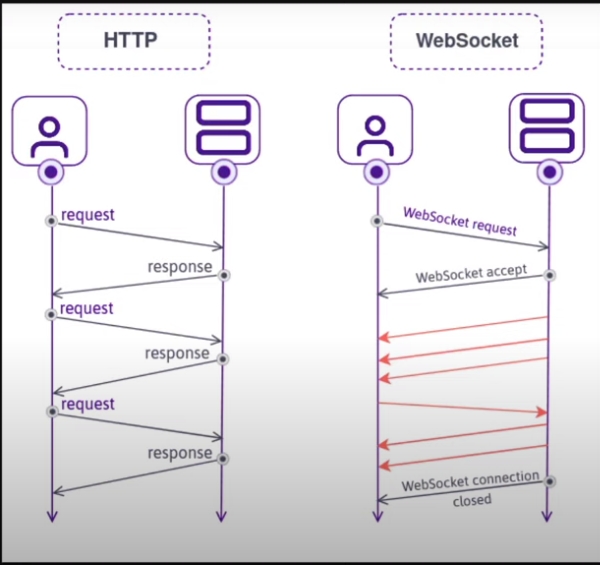 HTTP
WebSocket
request
response
request
response
request
response
WebSocket request
WebSocket accept
WebSocket connection
closed